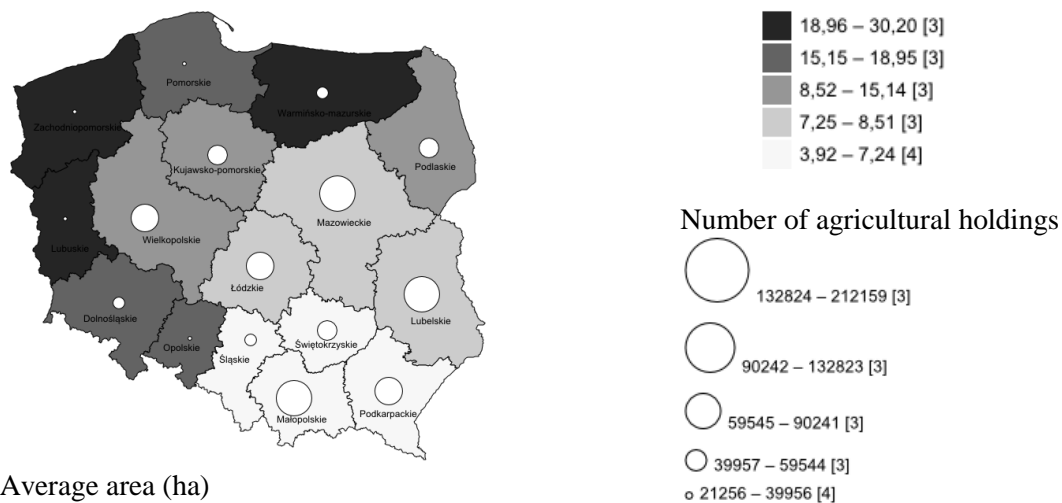 Pomorskie
Warmińsko-mazurskie
Zachodniopomorskie
Kujawsko-pomorskie
Podlaskie
Mazowieckie
Wielkopolskie
Lubuskie
Łódzkie
Dolnośląskie
Lubelskie
Opolskie
Śląskie
Świętokrzyskie
Małopolskie
Podkarpackie
Average area (ha)
18,96 – 30,20 [3]
15,15 – 18,95 [3]
8,52 – 15,14 [3]
7,25 – 8,51 [3]
3,92 – 7,24 [4]
Number of agricultural holdings
132824 – 212159 [3]
90242 – 132823 [3]
59545 – 90241 [3]
39957 – 59544 [3]
21256 – 39956 [4]